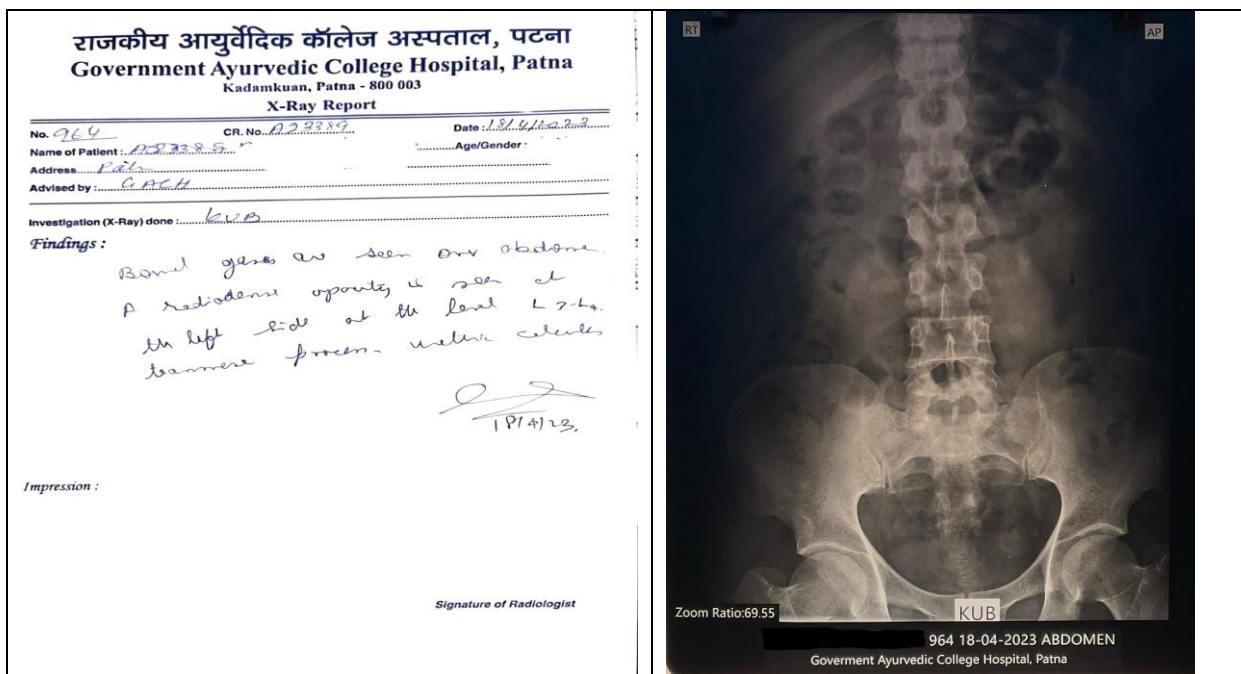 राजकीय आयुर्वेदिक कॉलेज अस्पताल, पटना
Government Ayurvedic College Hospital, Patna
Kadamkuan, Patna - 800 003
X-Ray Report
No. 964 CR. No. A23389 Date : 18/4/2023
Name of Patient : Age/Gender :
Address
Advised by : GACH
Investigation (X-Ray) done : KUB
Findings :
Bowel gases are seen over abdomen.
A radiodense opacity is seen at
the left side at the level L3-L4
transverse process - calculus
18/4/23.
Impression :
Signature of Radiologist
RT
AP
Zoom Ratio:69.55
KUB
964 18-04-2023 ABDOMEN
Goverment Ayurvedic College Hospital, Patna